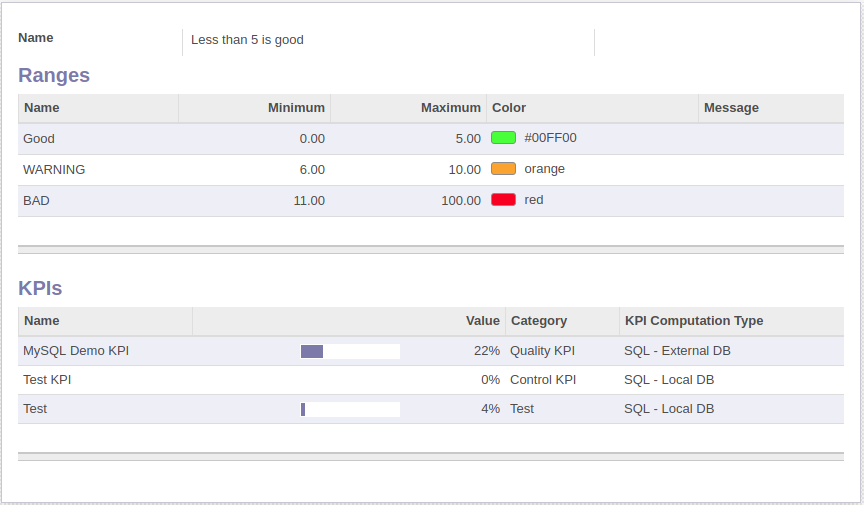 Name Less than 5 is good
Ranges
Name Minimum Maximum Color Message
Good 0.00 5.00 #00FF00
WARNING 6.00 10.00 orange
BAD 11.00 100.00 red
KPIs
Name Value Category KPI Computation Type
MySQL Demo KPI 22% Quality KPI SQL - External DB
Test KPI 0% Control KPI SQL - Local DB
Test 4% Test SQL - Local DB